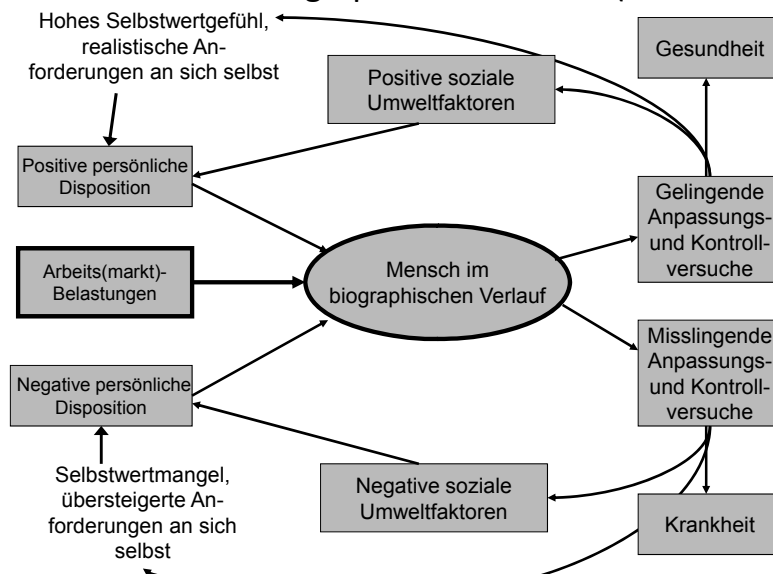 Hohes Selbstwertgefühl,
realistische An-
forderungen an sich selbst
Gesundheit
Positive soziale
Umweltfaktoren
Positive persönliche
Disposition
Gelingende
Anpassungs-
und Kontroll-
versuche
Arbeits(markt)-
Belastungen
Mensch im
biographischen Verlauf
Misslingende
Anpassungs-
und Kontroll-
versuche
Negative persönliche
Disposition
Selbstwertmangel,
übersteigerte An-
forderungen an sich
selbst
Negative soziale
Umweltfaktoren
Krankheit